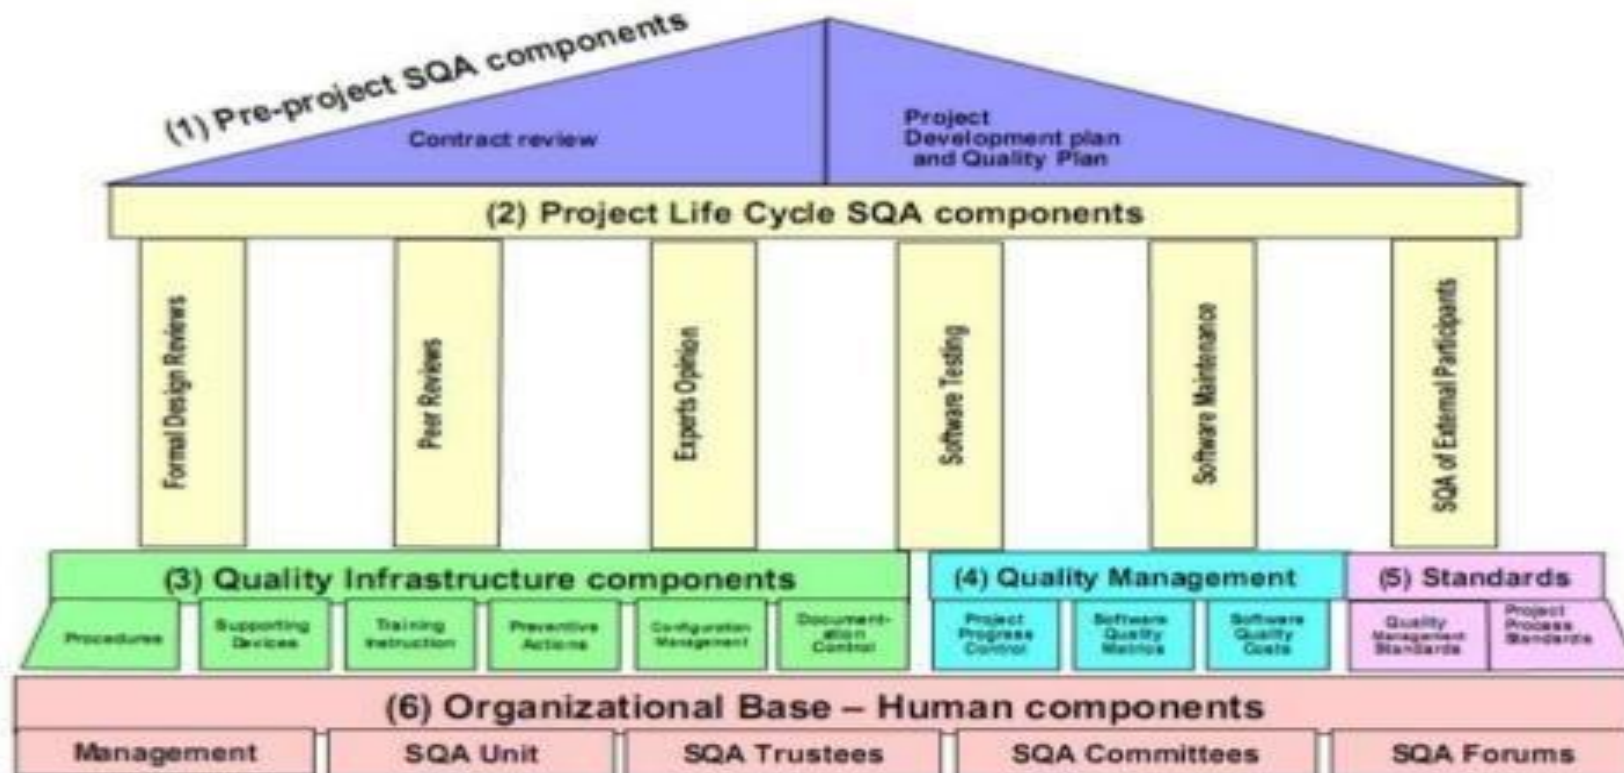 (1) Pre-project SQA components
Contract review
Project
Development plan
and Quality Plan
(2) Project Life Cycle SQA components
Formal Design Reviews
Peer Reviews
Experts Opinion
Software Testing
Software Maintenance
SQA of External Participants
(3) Quality Infrastructure components
(4) Quality Management
(5) Standards
Procedures
Supporting
Devices
Training
Instruction
Preventive
Actions
Configuration
Management
Document-
ation
Control
Project
Progress
Control
Software
Quality
Metrics
Software
Quality
Costs
Quality
Management
Standards
Project
Process
Standards
(6) Organizational Base – Human components
Management
SQA Unit
SQA Trustees
SQA Committees
SQA Forums